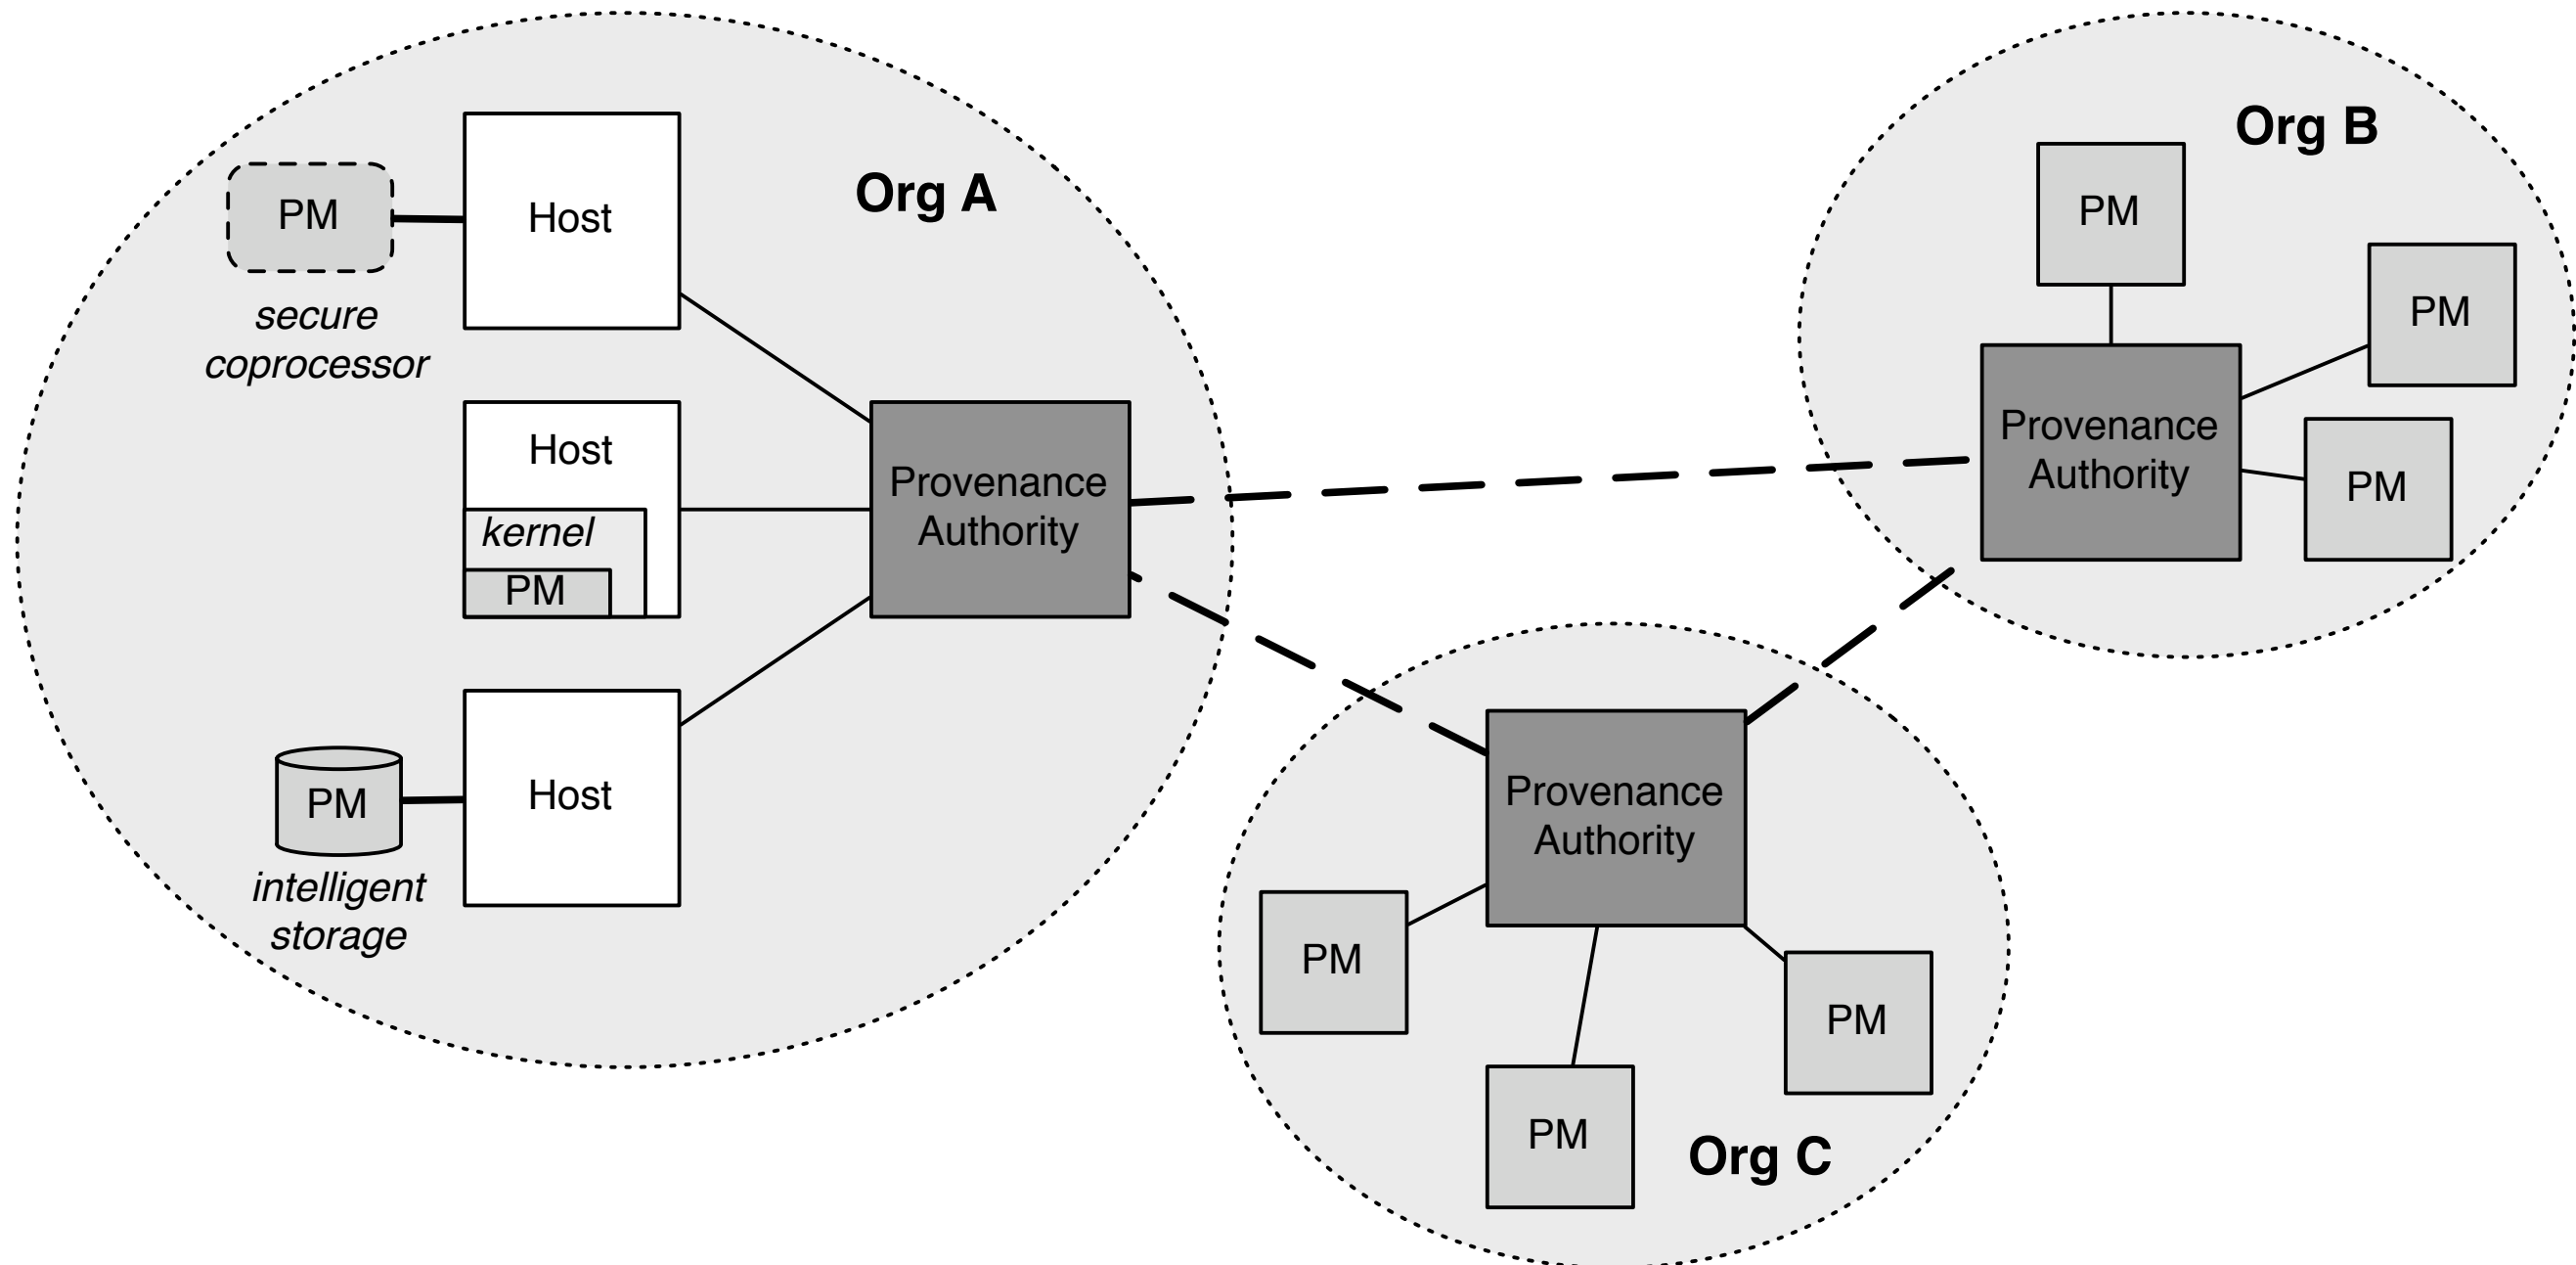 Org A
PM
Host
secure
coprocessor
Host
kernel
PM
Provenance
Authority
PM
Host
intelligent
storage
Org B
PM
PM
Provenance
Authority
PM
Provenance
Authority
PM
PM
PM
Org C